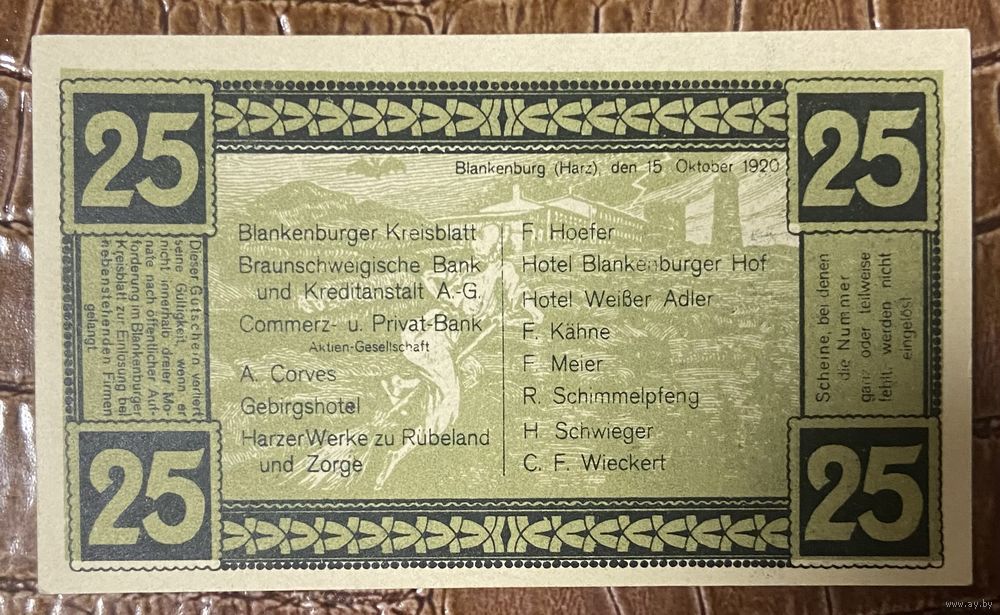 25
25
Blankenburg (Harz), den 15. Oktober 1920
Blankenburger Kreisblatt
Braunschweigische Bank
und Kreditanstalt A.-G.
Commerz- u. Privat-Bank
Aktien-Gesellschaft
A. Corves
Gebirgshotel
Harzer Werke zu Rübeland
und Zorge
F. Hoefer
Hotel Blankenburger Hof
Hotel Weißer Adler
F. Kähne
F. Meier
R. Schimmelpfeng
H. Schwieger
C. F. Wieckert
Dieser Gutschein verliert
seine Gültigkeit, wenn er
nicht innerhalb dreier Mo-
nate nach öffentlicher Auf-
forderung im Blankenburger
Kreisblatt zur Einlösung bei
nebenstehenden Firmen
gelangt
Scheine, bei denen
die Nummer
ganz oder teilweise
fehlt, werden nicht
eingelöst
25
25
www.ay.by